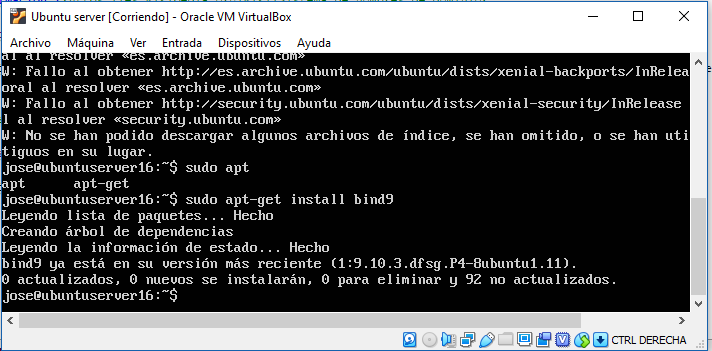 Ubuntu server [Corriendo] - Oracle VM VirtualBox
Archivo Máquina Ver Entrada Dispositivos Ayuda
al al resolver «es.archive.ubuntu.com»
W: Fallo al obtener http://es.archive.ubuntu.com/ubuntu/dists/xenial-backports/InRelea
oral al resolver «es.archive.ubuntu.com»
W: Fallo al obtener http://security.ubuntu.com/ubuntu/dists/xenial-security/InRelease
l al resolver «security.ubuntu.com»
W: No se han podido descargar algunos archivos de índice, se han omitido, o se han uti
tiguos en su lugar.
jose@ubuntuserver16:~$ sudo apt
apt apt-get
jose@ubuntuserver16:~$ sudo apt-get install bind9
Leyendo lista de paquetes... Hecho
Creando árbol de dependencias
Leyendo la información de estado... Hecho
bind9 ya está en su versión más reciente (1:9.10.3.dfsg.P4-8ubuntu1.11).
0 actualizados, 0 nuevos se instalarán, 0 para eliminar y 92 no actualizados.
jose@ubuntuserver16:~$
CTRL DERECHA